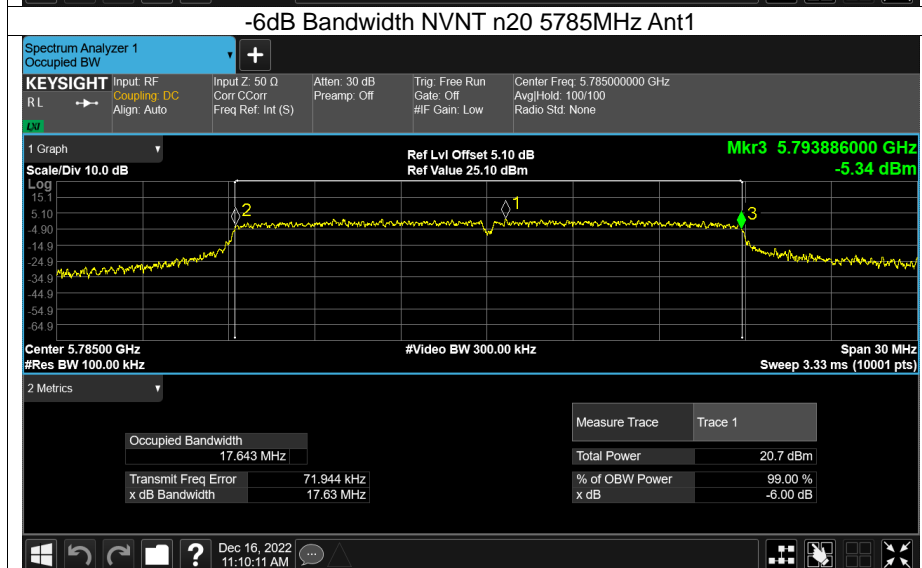 -6dB Bandwidth NVNT n20 5785MHz Ant1
Spectrum Analyzer 1
Occupied BW
+
KEYSIGHT Input: RF Input Z: 50 Ω Atten: 30 dB Trig: Free Run Center Freq: 5.785000000 GHz
R L Coupling: DC Corr CCorr Preamp: Off Gate: Off Avg|Hold: 100/100
Align: Auto Freq Ref: Int (S) #IF Gain: Low Radio Std: None
LXI
1 Graph Ref Lvl Offset 5.10 dB Mkr3 5.793886000 GHz
Scale/Div 10.0 dB Ref Value 25.10 dBm -5.34 dBm
Log
15.1
5.10
-4.90
-14.9
-24.9
-34.9
-44.9
-54.9
-64.9
2 1 3
Center 5.78500 GHz #Video BW 300.00 kHz Span 30 MHz
#Res BW 100.00 kHz Sweep 3.33 ms (10001 pts)
2 Metrics
Measure Trace Trace 1
Occupied Bandwidth
17.643 MHz Total Power 20.7 dBm
Transmit Freq Error 71.944 kHz % of OBW Power 99.00 %
x dB Bandwidth 17.63 MHz x dB -6.00 dB
? Dec 16, 2022
11:10:11 AM